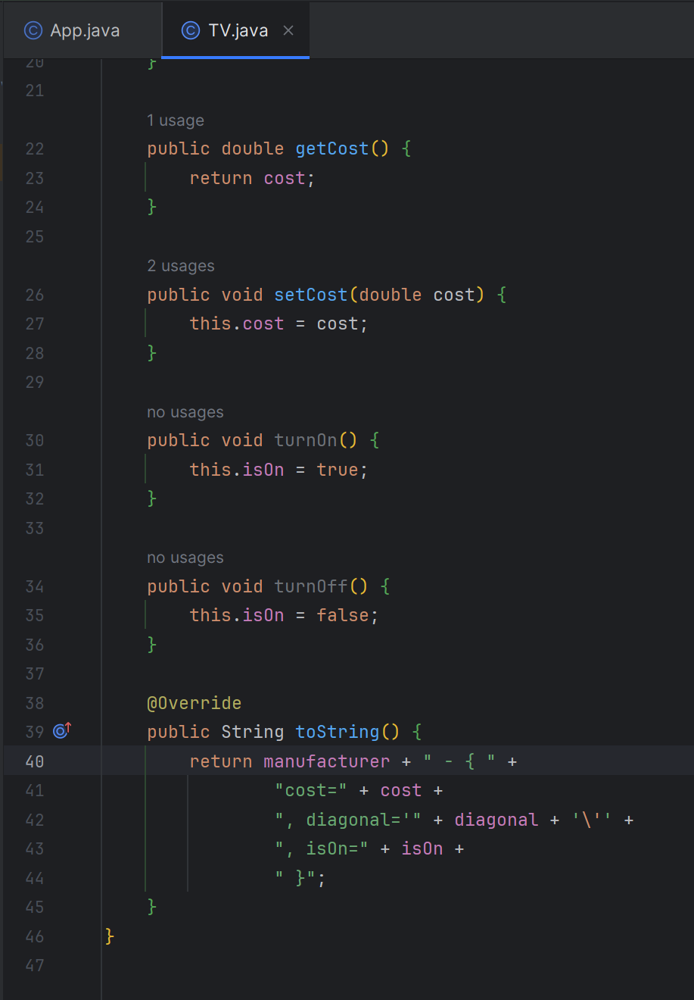 App.java TV.java
20 }
21
1 usage
22 public double getCost() {
23 return cost;
24 }
25
2 usages
26 public void setCost(double cost) {
27 this.cost = cost;
28 }
29
no usages
30 public void turnOn() {
31 this.isOn = true;
32 }
33
no usages
34 public void turnOff() {
35 this.isOn = false;
36 }
37
38 @Override
39 public String toString() {
40 return manufacturer + " - { " +
41 "cost=" + cost +
42 ", diagonal='" + diagonal + '\'' +
43 ", isOn=" + isOn +
44 " }";
45 }
46 }
47